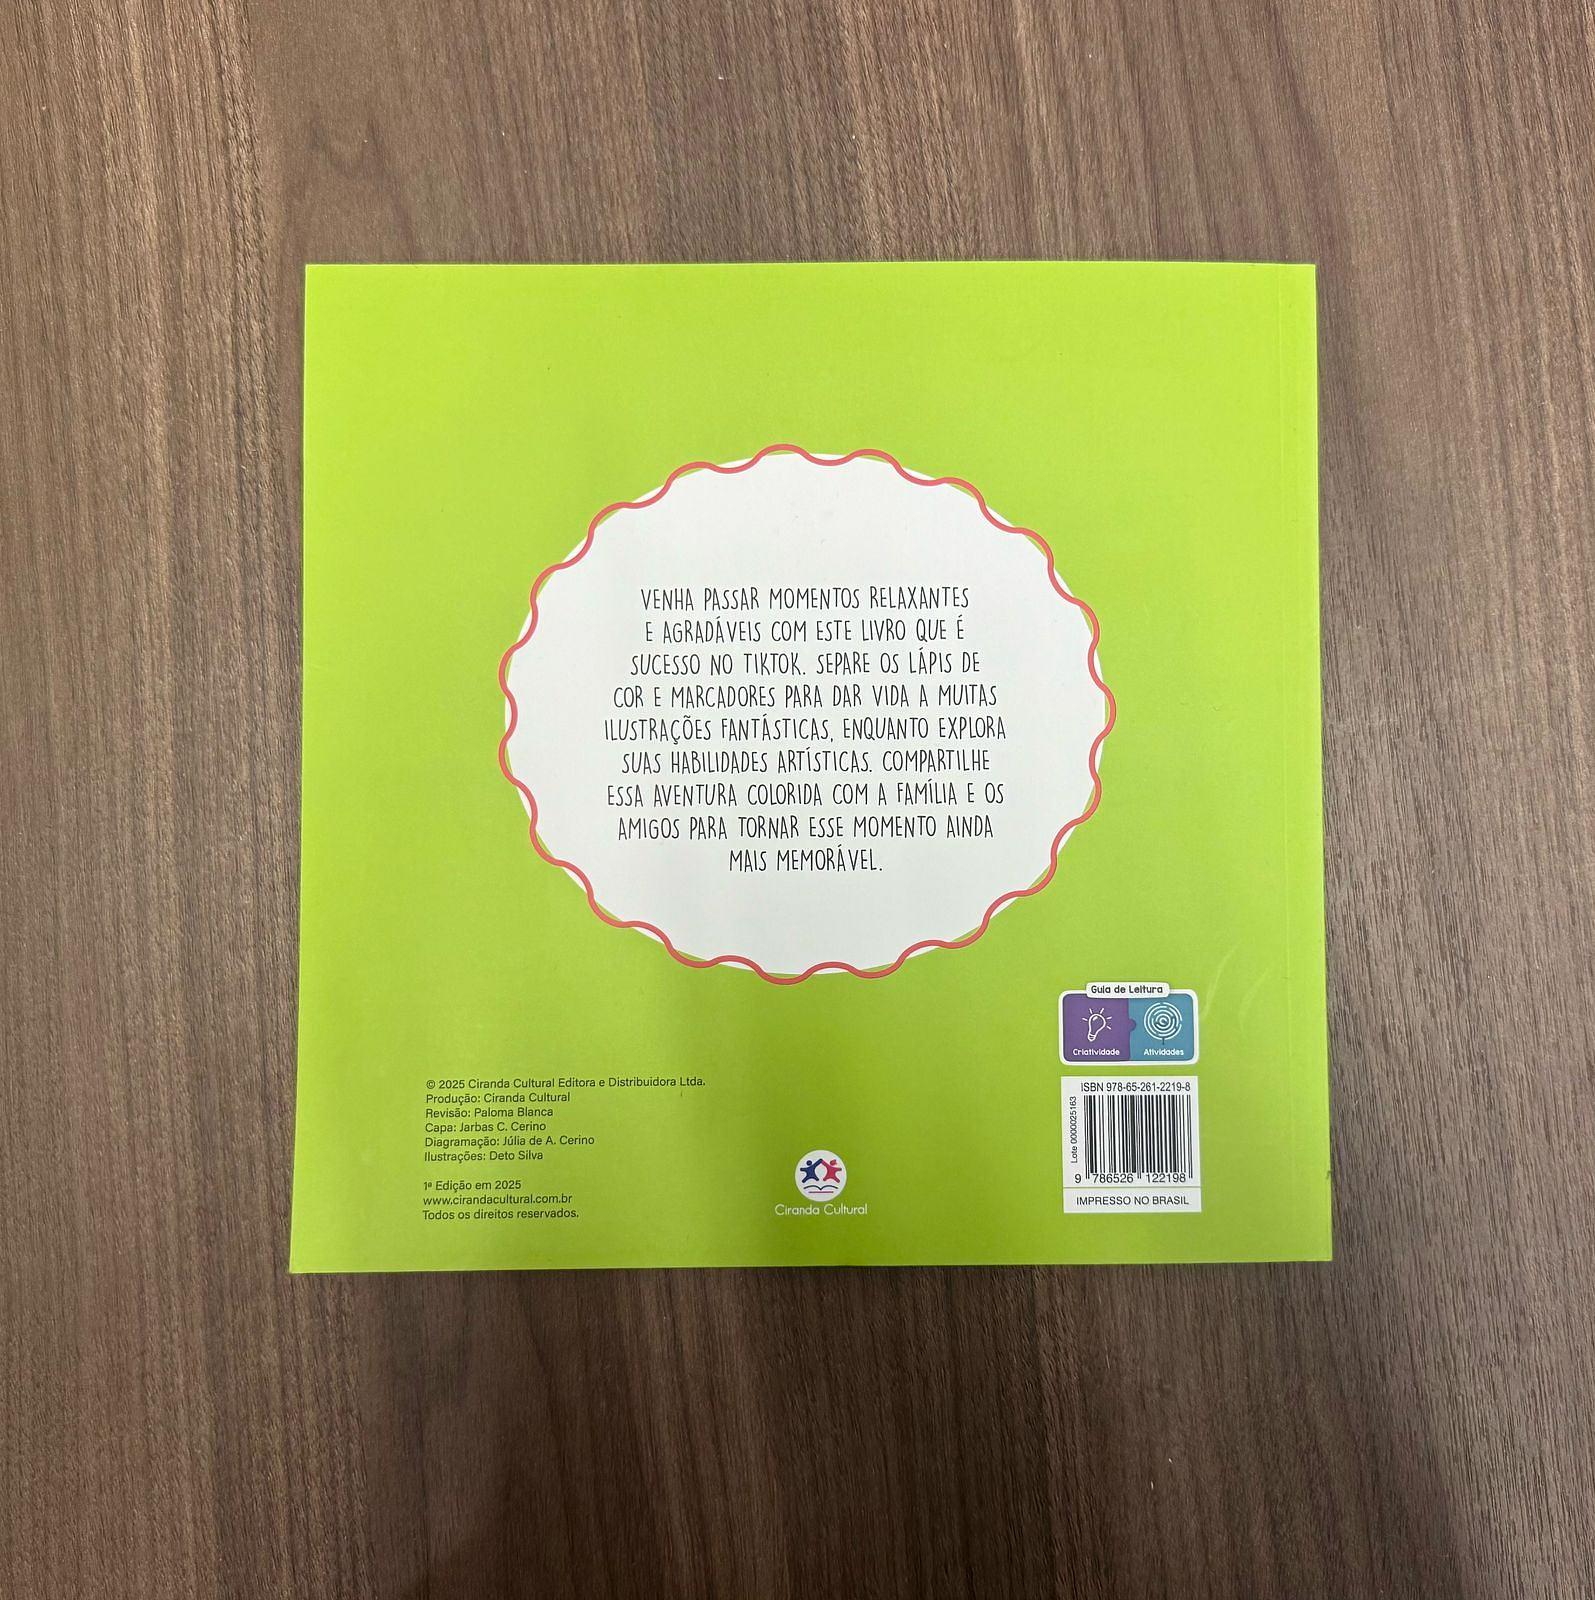 VENHA PASSAR MOMENTOS RELAXANTES
E AGRADÁVEIS COM ESTE LIVRO QUE É
SUCESSO NO TIKTOK. SEPARE OS LÁPIS DE
COR E MARCADORES PARA DAR VIDA A MUITAS
ILUSTRAÇÕES FANTÁSTICAS, ENQUANTO EXPLORA
SUAS HABILIDADES ARTÍSTICAS. COMPARTILHE
ESSA AVENTURA COLORIDA COM A FAMÍLIA E OS
AMIGOS PARA TORNAR ESSE MOMENTO AINDA
MAIS MEMORÁVEL.
© 2025 Ciranda Cultural Editora e Distribuidora Ltda.
Produção: Ciranda Cultural
Revisão: Paloma Blanca
Capa: Jarbas C. Cerino
Diagramação: Júlia de A. Cerino
Ilustrações: Deto Silva
1ª Edição em 2025
www.cirandacultural.com.br
Todos os direitos reservados.
Ciranda Cultural
Guia de Leitura
Criatividade Atividades
ISBN 978-65-261-2219-8
Lote 0000025163
9 786526 122198
IMPRESSO NO BRASIL